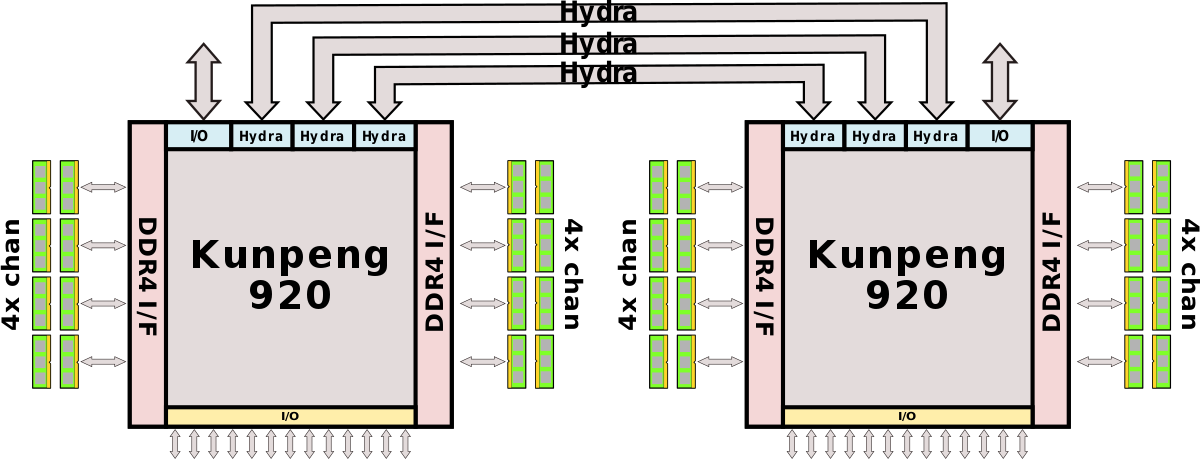 Hydra
Hydra
Hydra
I/O Hydra Hydra Hydra
Hydra Hydra Hydra I/O
4x chan
DDR4 I/F
Kunpeng
920
DDR4 I/F
4x chan
4x chan
DDR4 I/F
Kunpeng
920
DDR4 I/F
4x chan
I/O
I/O